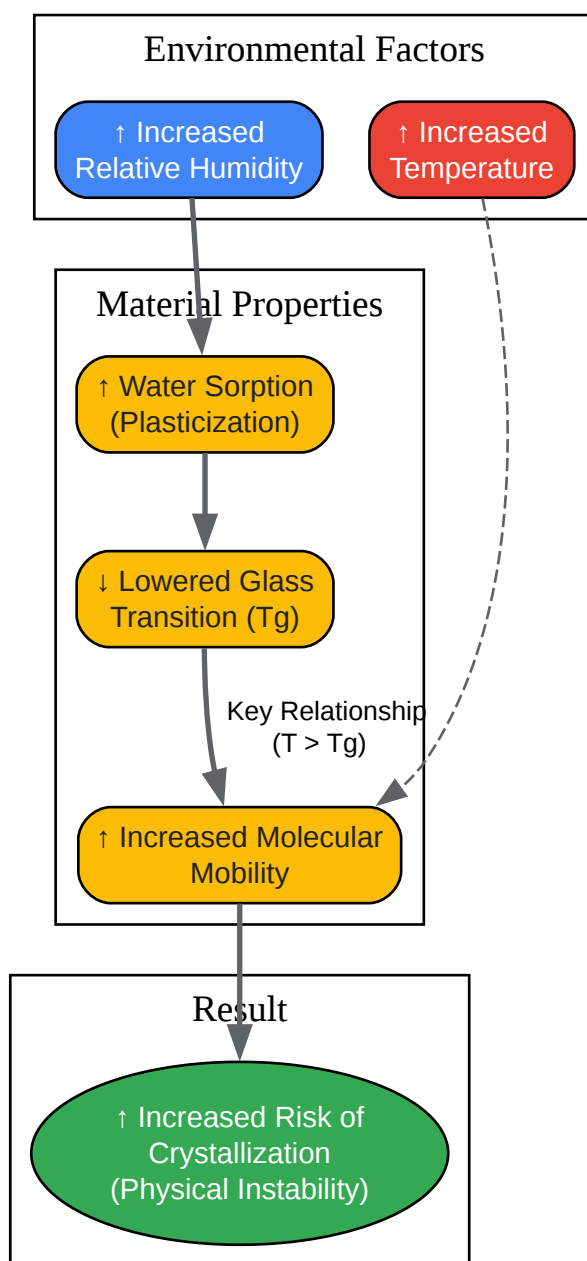 Environmental Factors
↑ Increased
Relative Humidity
↑ Increased
Temperature
Material Properties
↑ Water Sorption
(Plasticization)
↓ Lowered Glass
Transition (Tg)
Key Relationship
(T > Tg)
↑ Increased Molecular
Mobility
Result
↑ Increased Risk of
Crystallization
(Physical Instability)